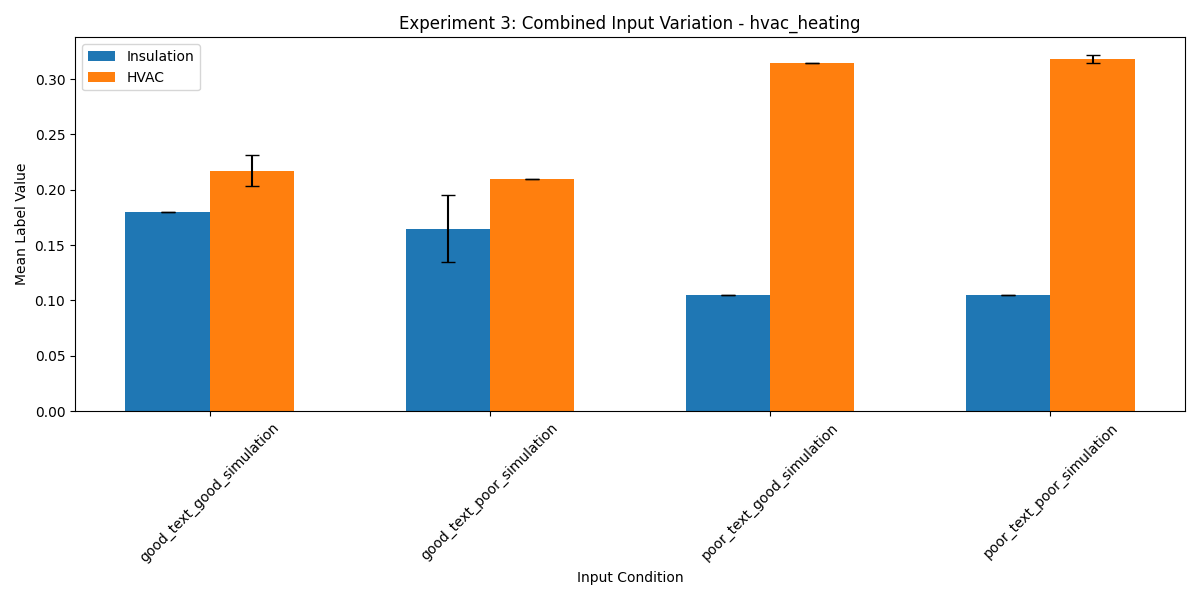 Experiment 3: Combined Input Variation - hvac_heating
Insulation
HVAC
Mean Label Value
0.30
0.25
0.20
0.15
0.10
0.05
0.00
good_text_good_simulation
good_text_poor_simulation
poor_text_good_simulation
poor_text_poor_simulation
Input Condition